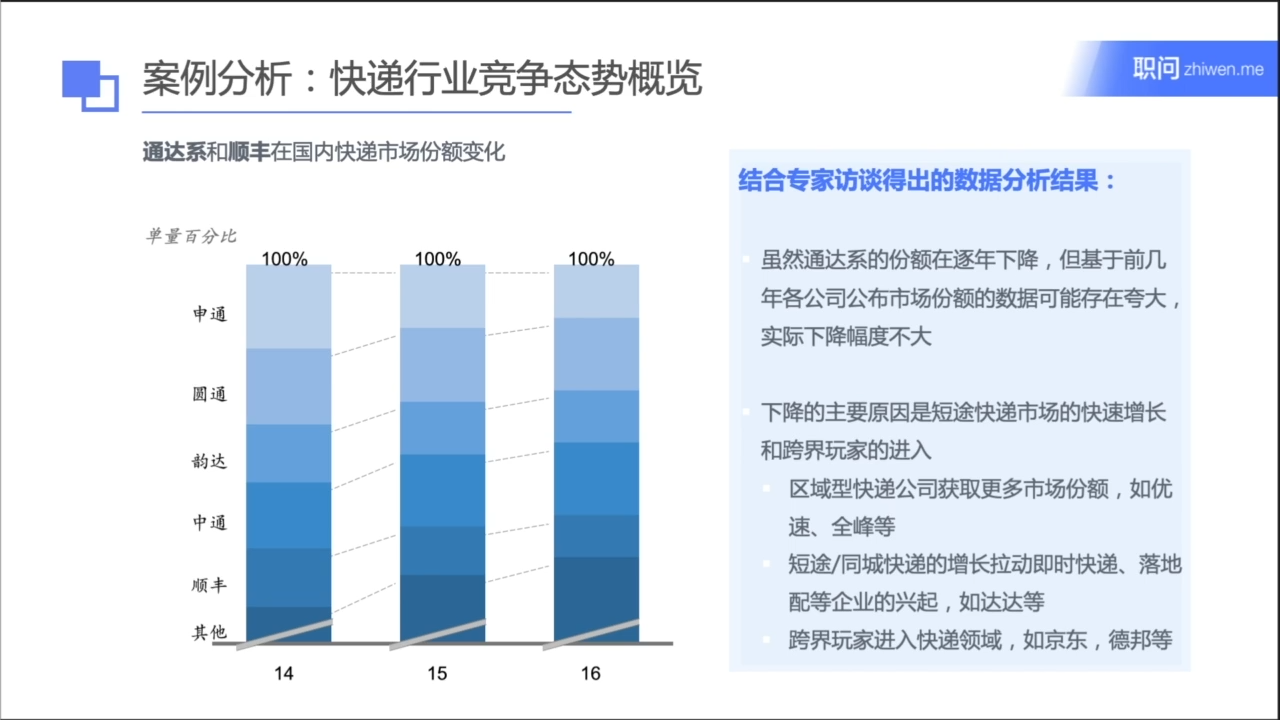 案例分析：快递行业竞争态势概览
职问 zhiwen.me
通达系和顺丰在国内快递市场份额变化
单量百分比
100% 100% 100%
申通
圆通
韵达
中通
顺丰
其他
14 15 16
结合专家访谈得出的数据分析结果：
虽然通达系的份额在逐年下降，但基于前几
年各公司公布市场份额的数据可能存在夸大，
实际下降幅度不大
下降的主要原因是短途快递市场的快速增长
和跨界玩家的进入
区域型快递公司获取更多市场份额，如优
速、全峰等
短途/同城快递的增长拉动即时快递、落地
配等企业的兴起，如达达等
跨界玩家进入快递领域，如京东，德邦等